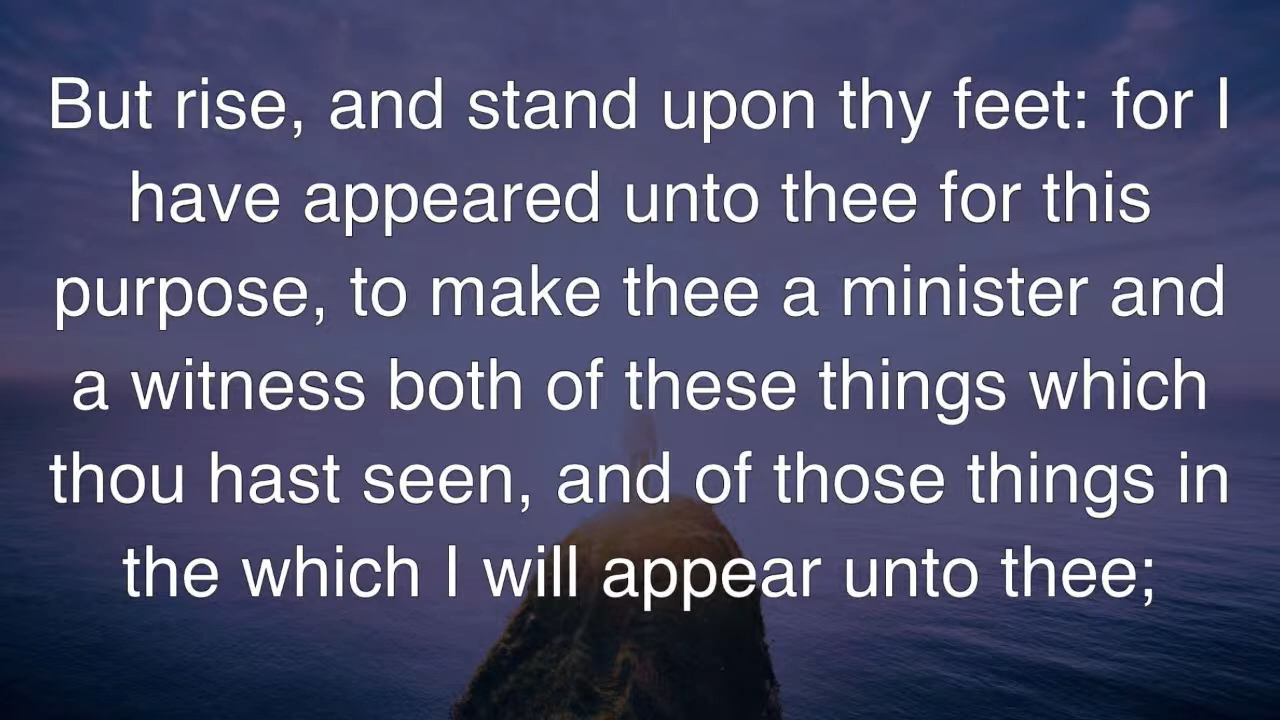 But rise, and stand upon thy feet: for I
have appeared unto thee for this
purpose, to make thee a minister and
a witness both of these things which
thou hast seen, and of those things in
the which I will appear unto thee;